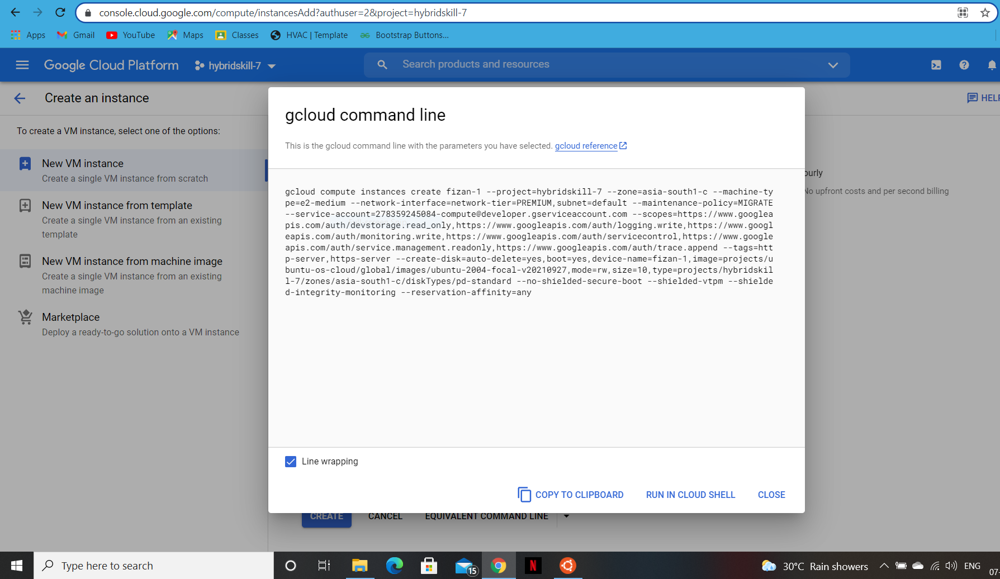 console.cloud.google.com/compute/instancesAdd?authuser=2&project=hybridskill-7
Apps Gmail YouTube Maps Classes HVAC | Template Bootstrap Buttons...
Google Cloud Platform hybridskill-7 Search products and resources
Create an instance
HELP
To create a VM instance, select one of the options:
New VM instance
Create a single VM instance from scratch
New VM instance from template
Create a single VM instance from an existing
template
New VM instance from machine image
Create a single VM instance from an existing
machine image
Marketplace
Deploy a ready-to-go solution onto a VM instance
gcloud command line
This is the gcloud command line with the parameters you have selected. gcloud reference
gcloud compute instances create fizan-1 --project=hybridskill-7 --zone=asia-south1-c --machine-ty
pe=e2-medium --network-interface=network-tier=PREMIUM,subnet=default --maintenance-policy=MIGRATE
--service-account=278359245084-compute@developer.gserviceaccount.com --scopes=https://www.googlea
pis.com/auth/devstorage.read_only,https://www.googleapis.com/auth/logging.write,https://www.googl
eapis.com/auth/monitoring.write,https://www.googleapis.com/auth/servicecontrol,https://www.google
apis.com/auth/service.management.readonly,https://www.googleapis.com/auth/trace.append --tags=htt
p-server,https-server --create-disk=auto-delete=yes,boot=yes,device-name=fizan-1,image=projects/u
buntu-os-cloud/global/images/ubuntu-2004-focal-v20210927,mode=rw,size=10,type=projects/hybridskil
l-7/zones/asia-south1-c/diskTypes/pd-standard --no-shielded-secure-boot --shielded-vtpm --shielde
d-integrity-monitoring --reservation-affinity=any
ourly
No upfront costs and per second billing
Line wrapping
COPY TO CLIPBOARD RUN IN CLOUD SHELL CLOSE
CREATE CANCEL EQUIVALENT COMMAND LINE
Type here to search
15
N
30°C Rain showers
ENG
07-